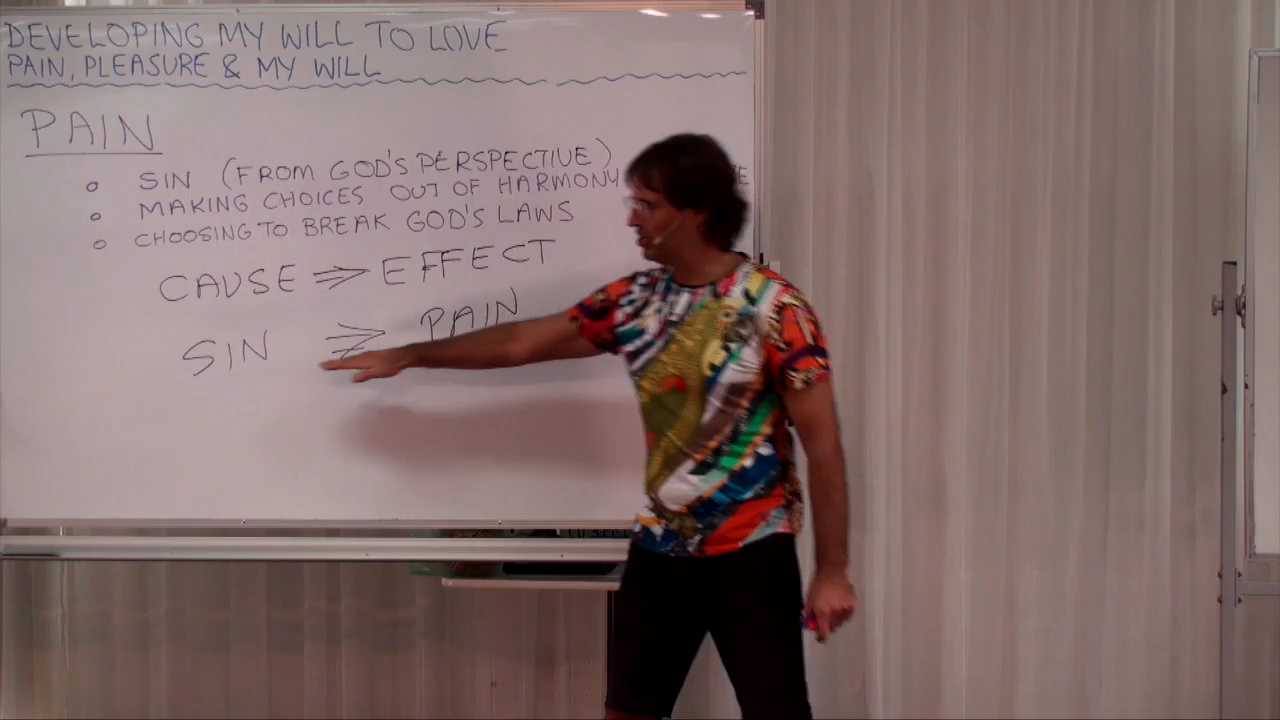 DEVELOPING MY WILL TO LOVE
PAIN, PLEASURE & MY WILL
PAIN
• SIN (FROM GOD'S PERSPECTIVE)
• MAKING CHOICES OUT OF HARMONY
• CHOOSING TO BREAK GOD'S LAWS
CAUSE ⇒ EFFECT
SIN ⇒ PAIN